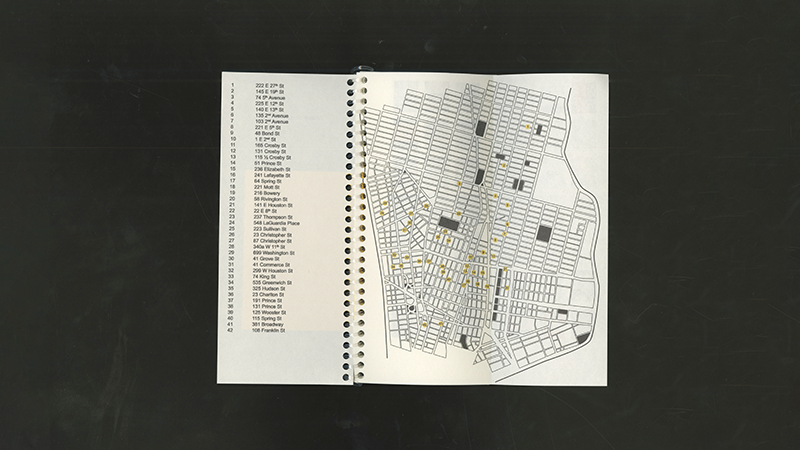 1 222 E 27th St
2 145 E 19th St
3 74 5th Avenue
4 225 E 12th St
5 140 E 13th St
6 135 2nd Avenue
7 103 2nd Avenue
8 221 E 5th St
9 48 Bond St
10 1 E 2nd St
11 165 Crosby St
12 131 Crosby St
13 115 ½ Crosby St
14 51 Prince St
15 236 Elizabeth St
16 241 Lafayette St
17 64 Spring St
18 221 Mott St
19 216 Bowery
20 56 Rivington St
21 141 E Houston St
22 22 E 8th St
23 237 Thompson St
24 548 LaGuardia Place
25 223 Sullivan St
26 23 Christopher St
27 87 Christopher St
28 340a W 11th St
29 699 Washington St
30 41 Grove St
31 41 Commerce St
32 299 W Houston St
33 74 King St
34 535 Greenwich St
35 325 Hudson St
36 23 Charlton St
37 191 Prince St
38 131 Prince St
39 125 Wooster St
40 115 Spring St
41 381 Broadway
42 108 Franklin St